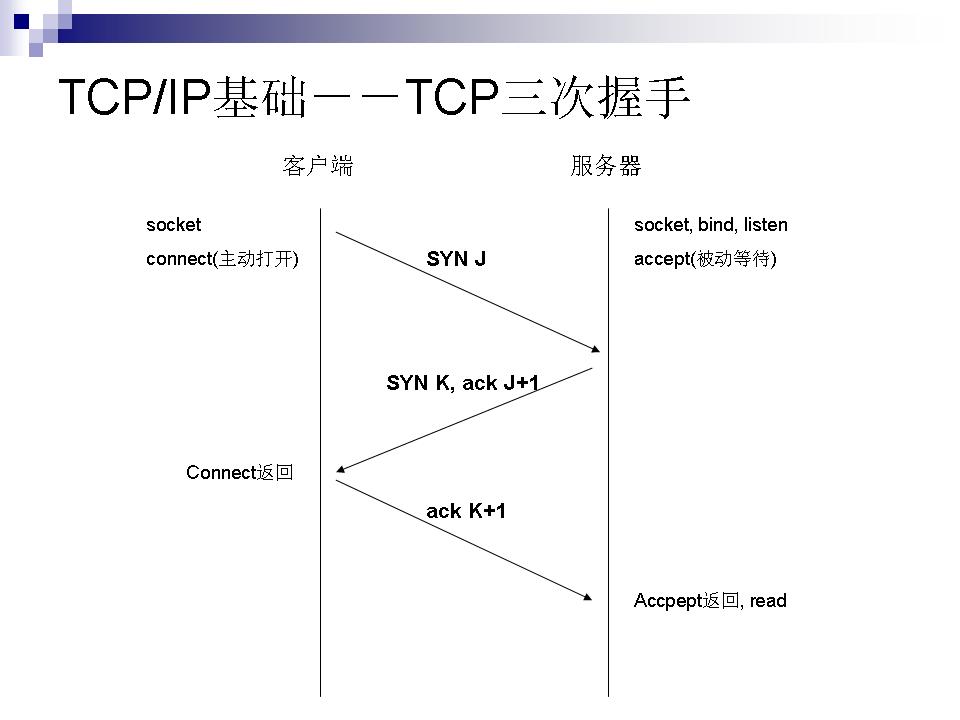 TCP/IP基础－－TCP三次握手
客户端
服务器
socket
socket, bind, listen
connect(主动打开)
SYN J
accept(被动等待)
SYN K, ack J+1
Connect返回
ack K+1
Accpept返回, read